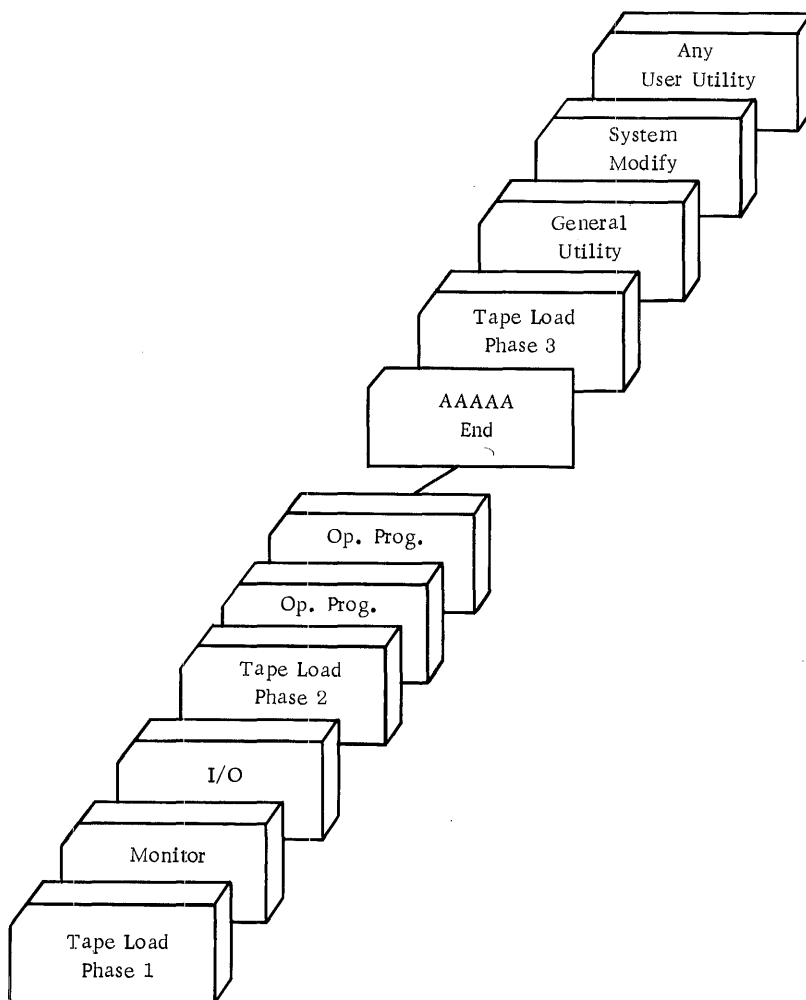 Any
User Utility
System
Modify
General
Utility
Tape Load
Phase 3
AAAAA
End
Op. Prog.
Op. Prog.
Tape Load
Phase 2
I/O
Monitor
Tape Load
Phase 1